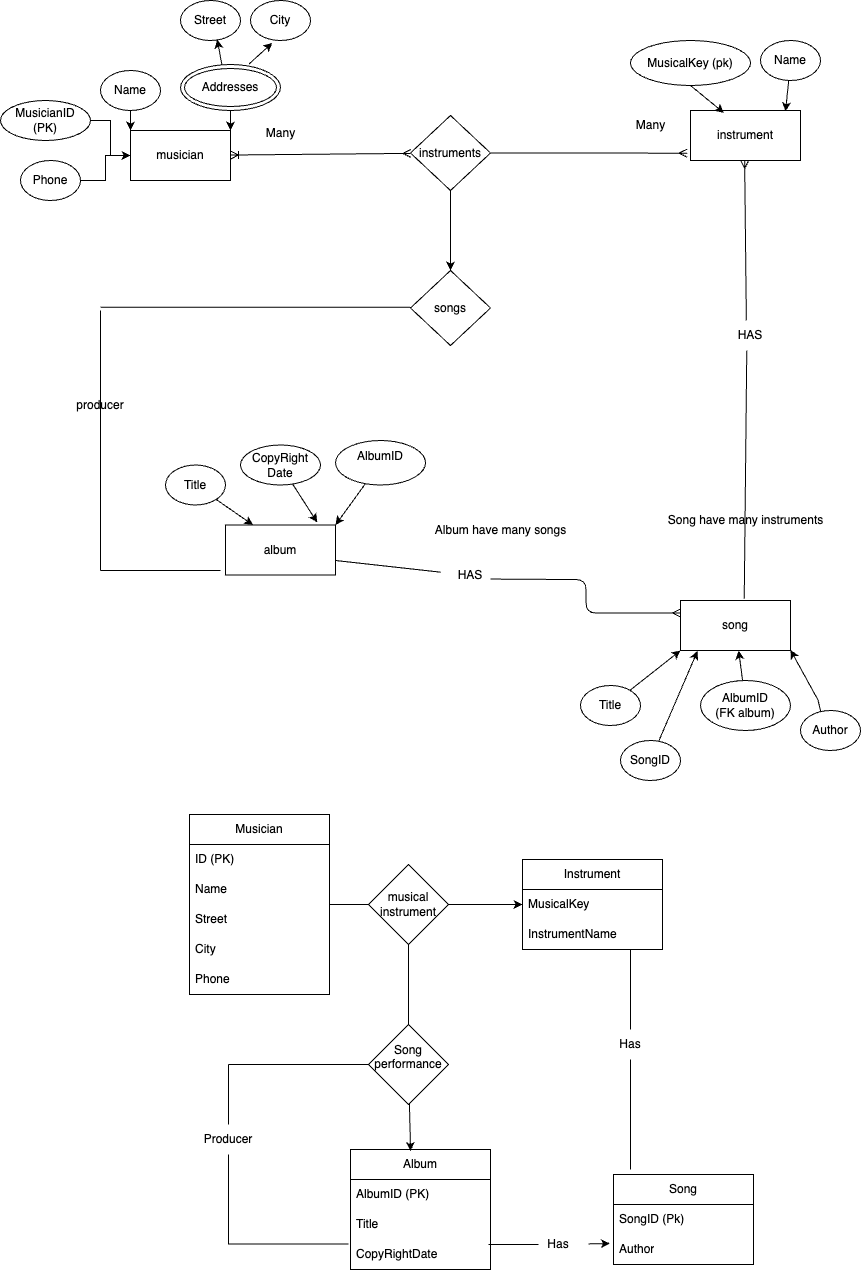 Street
City
Addresses
Name
MusicianID
(PK)
Phone
musician
Many
instruments
Many
MusicalKey (pk)
Name
instrument
songs
HAS
producer
Title
CopyRight
Date
AlbumID
album
Album have many songs
HAS
Song have many instruments
song
Title
SongID
AlbumID
(FK album)
Author
Musician
ID (PK)
Name
Street
City
Phone
musical
instrument
Instrument
MusicalKey
InstrumentName
Has
Song
performance
Producer
Album
AlbumID (PK)
Title
CopyRightDate
Has
Song
SongID (Pk)
Author